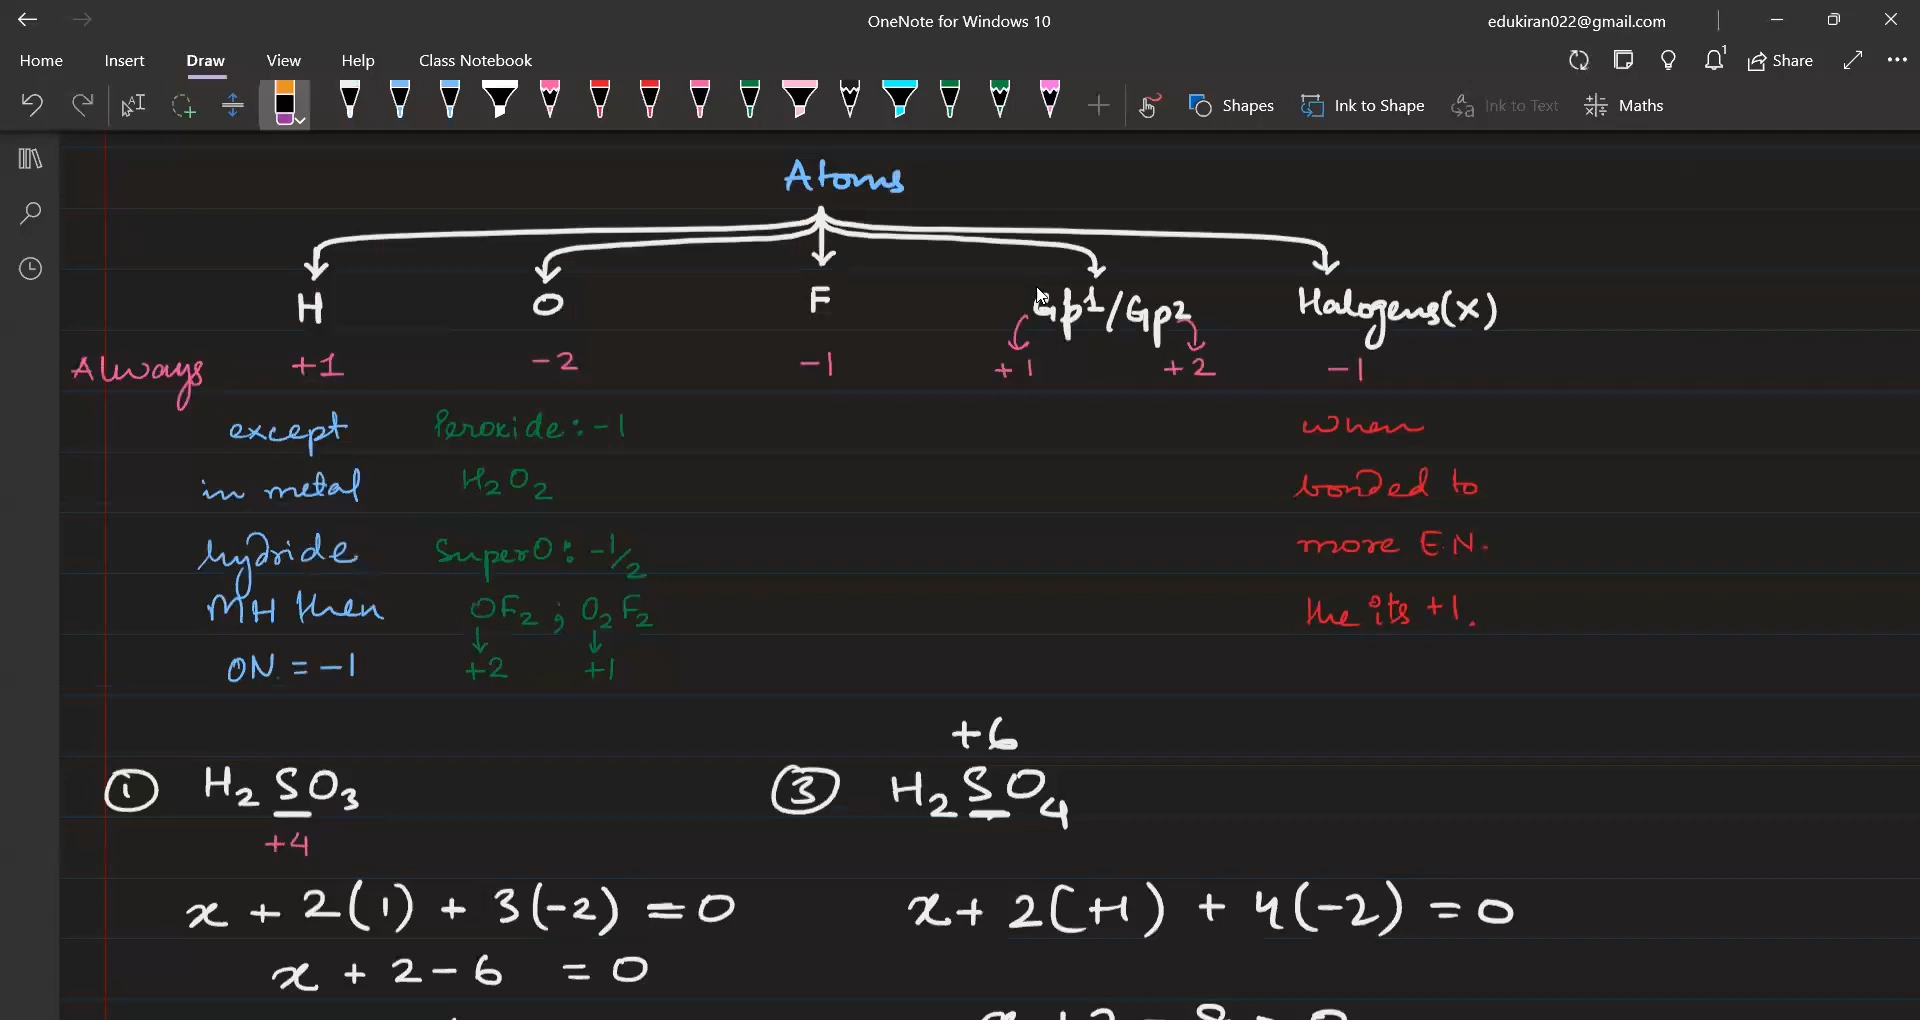 OneNote for Windows 10
edukiran022@gmail.com
Home Insert Draw View Help Class Notebook
1
Share
Shapes Ink to Shape Ink to Text Maths
Atoms
H O F Gp1/Gp2 Halogens(x)
Always +1 -2 -1 +1 +2 -1
except Peroxide: -1 when
in metal H2O2 bonded to
hydride SuperO: -1/2 more E.N.
MH then OF2 ; O2F2 the its +1.
ON. = -1 +2 +1
+6
① H2SO3 ③ H2SO4
+4
x + 2(1) + 3(-2) = 0 x + 2(+1) + 4(-2) = 0
x + 2 - 6 = 0
x + 2 - 8 = 0